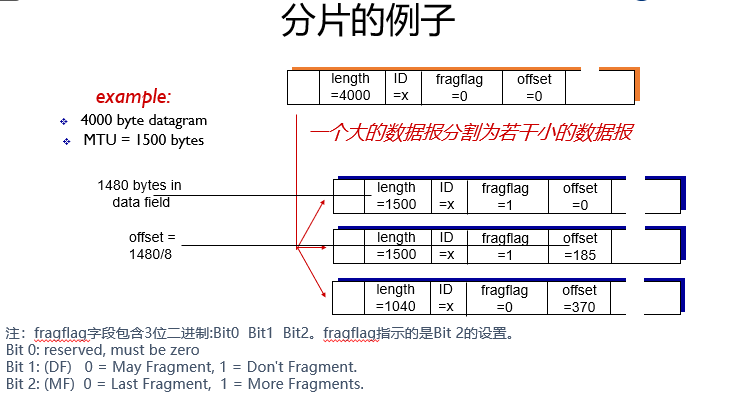 分片的例子
length ID fragflag offset
=4000 =x =0 =0
example:
4000 byte datagram
MTU = 1500 bytes
一个大的数据报分割为若干小的数据报
1480 bytes in
data field
length ID fragflag offset
=1500 =x =1 =0
offset =
1480/8
length ID fragflag offset
=1500 =x =1 =185
length ID fragflag offset
=1040 =x =0 =370
注：fragflag字段包含3位二进制:Bit0 Bit1 Bit2。fragflag指示的是Bit 2的设置。
Bit 0: reserved, must be zero
Bit 1: (DF) 0 = May Fragment, 1 = Don't Fragment.
Bit 2: (MF) 0 = Last Fragment, 1 = More Fragments.